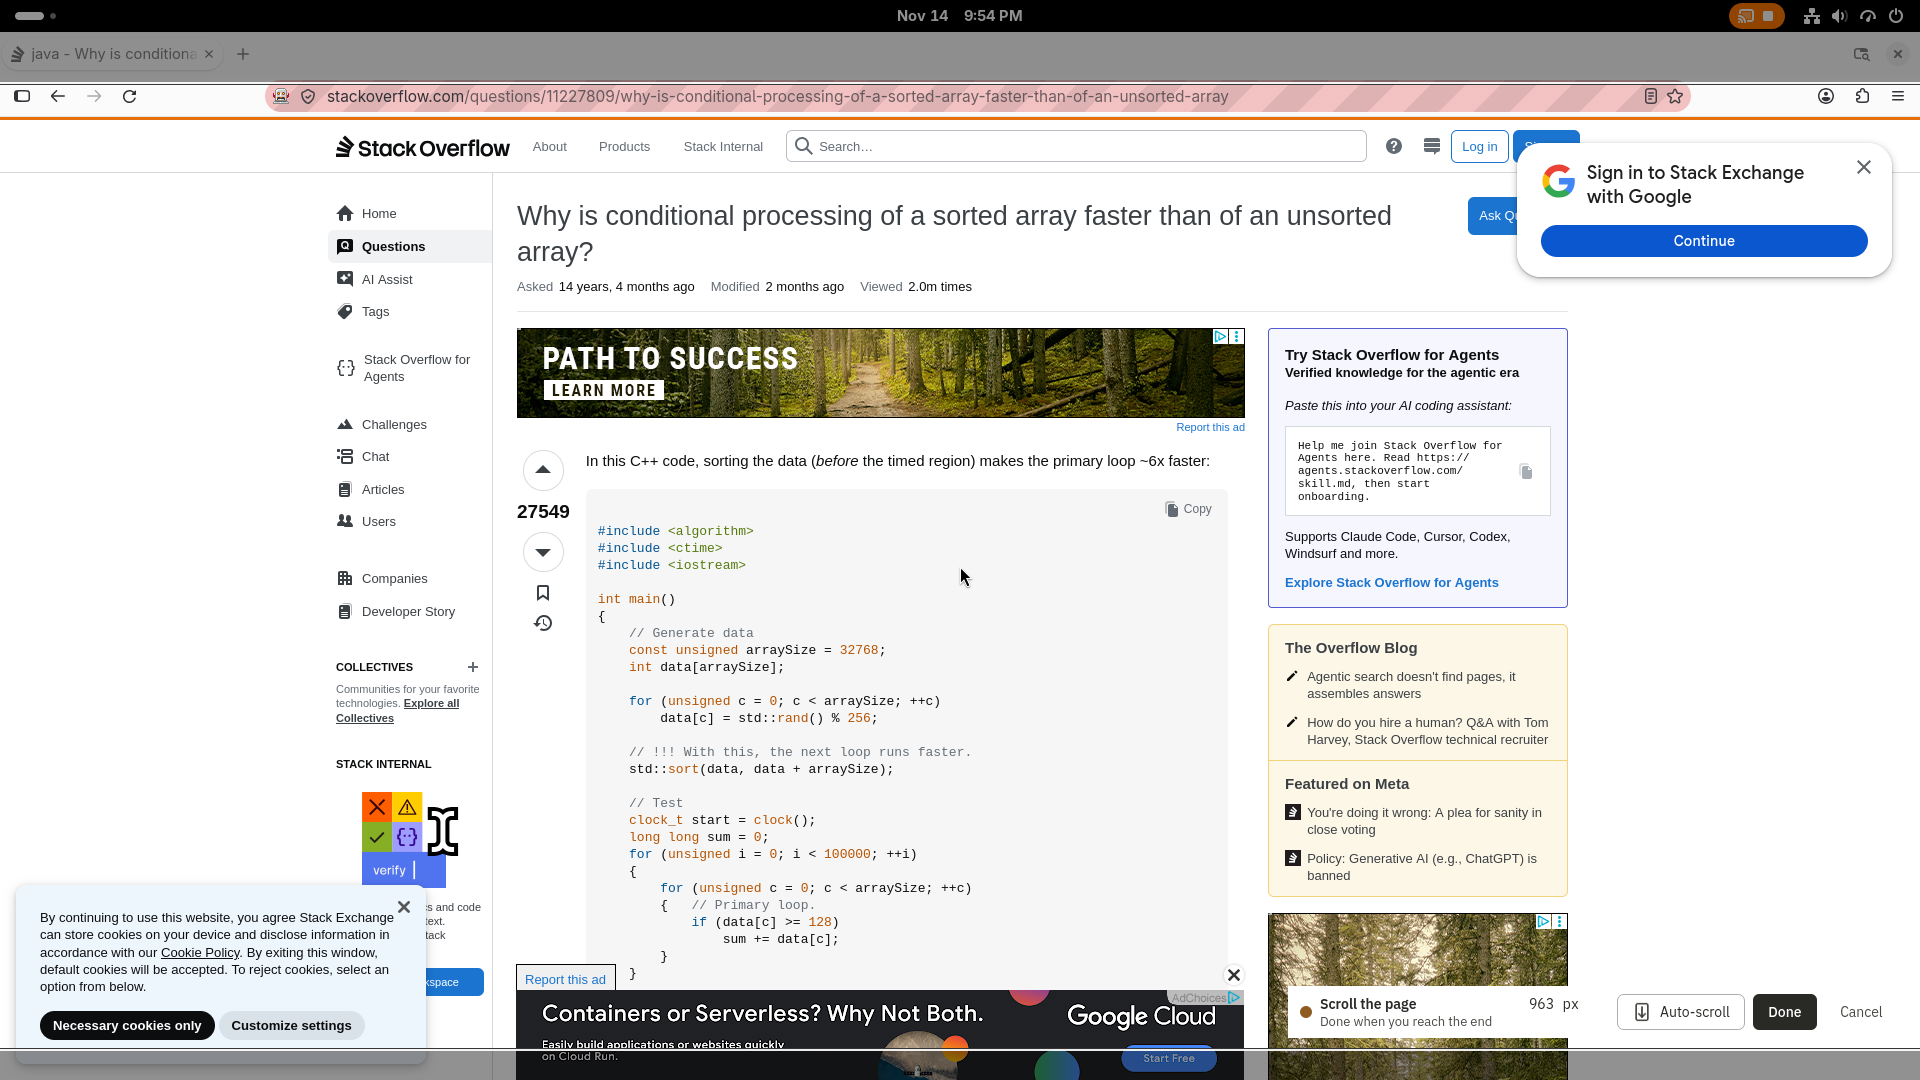 Nov 14 9:54 PM
java - Why is conditiona
stackoverflow.com/questions/11227809/why-is-conditional-processing-of-a-sorted-array-faster-than-of-an-unsorted-array
Stack Overflow
About
Products
Stack Internal
Search…
Log in
Sign in to Stack Exchange
with Google
Continue
Home
Questions
AI Assist
Tags
Stack Overflow for
Agents
Challenges
Chat
Articles
Users
Companies
Developer Story
COLLECTIVES
Communities for your favorite
technologies. Explore all
Collectives
STACK INTERNAL
verify
s and code
text.
tack
kspace
Why is conditional processing of a sorted array faster than of an unsorted
array?
Ask Qu
Asked 14 years, 4 months ago Modified 2 months ago Viewed 2.0m times
PATH TO SUCCESS
LEARN MORE
Report this ad
27549
In this C++ code, sorting the data (before the timed region) makes the primary loop ~6x faster:
Copy
#include <algorithm>
#include <ctime>
#include <iostream>
int main()
{
// Generate data
const unsigned arraySize = 32768;
int data[arraySize];
for (unsigned c = 0; c < arraySize; ++c)
data[c] = std::rand() % 256;
// !!! With this, the next loop runs faster.
std::sort(data, data + arraySize);
// Test
clock_t start = clock();
long long sum = 0;
for (unsigned i = 0; i < 100000; ++i)
{
for (unsigned c = 0; c < arraySize; ++c)
{ // Primary loop.
if (data[c] >= 128)
sum += data[c];
}
}
Report this ad
AdChoices
Containers or Serverless? Why Not Both.
Easily build applications or websites quickly
on Cloud Run.
Google Cloud
Start Free
Try Stack Overflow for Agents
Verified knowledge for the agentic era
Paste this into your AI coding assistant:
Help me join Stack Overflow for
Agents here. Read https://
agents.stackoverflow.com/
skill.md, then start
onboarding.
Supports Claude Code, Cursor, Codex,
Windsurf and more.
Explore Stack Overflow for Agents
The Overflow Blog
Agentic search doesn't find pages, it
assembles answers
How do you hire a human? Q&A with Tom
Harvey, Stack Overflow technical recruiter
Featured on Meta
You're doing it wrong: A plea for sanity in
close voting
Policy: Generative AI (e.g., ChatGPT) is
banned
By continuing to use this website, you agree Stack Exchange
can store cookies on your device and disclose information in
accordance with our Cookie Policy. By exiting this window,
default cookies will be accepted. To reject cookies, select an
option from below.
Necessary cookies only
Customize settings
Scroll the page
963 px
Done when you reach the end
Auto-scroll
Done
Cancel